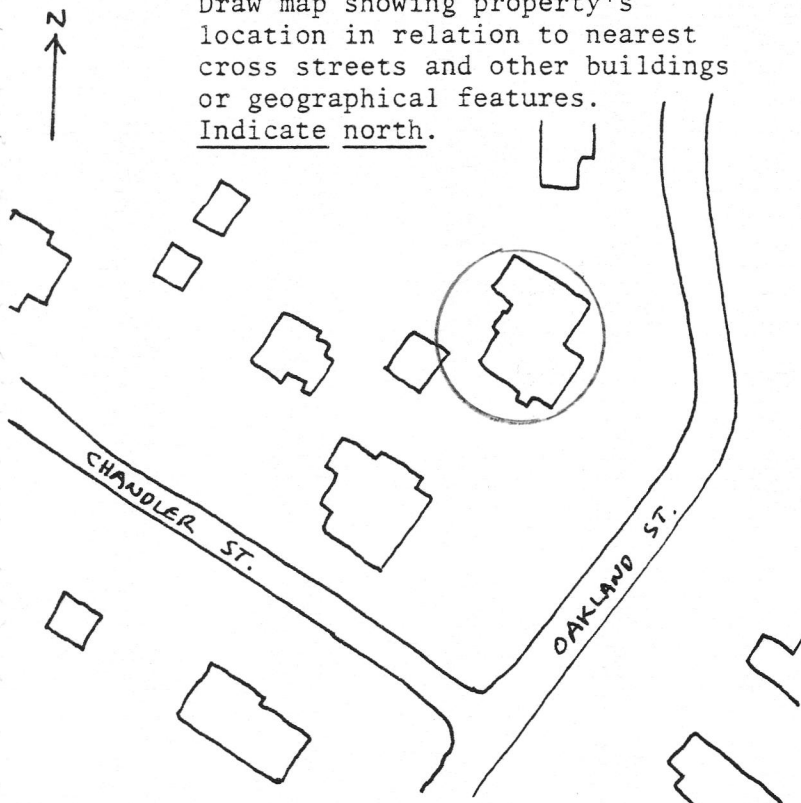 N
Draw map showing property's
location in relation to nearest
cross streets and other buildings
or geographical features.
Indicate north.
CHANDLER ST.
OAKLAND ST.